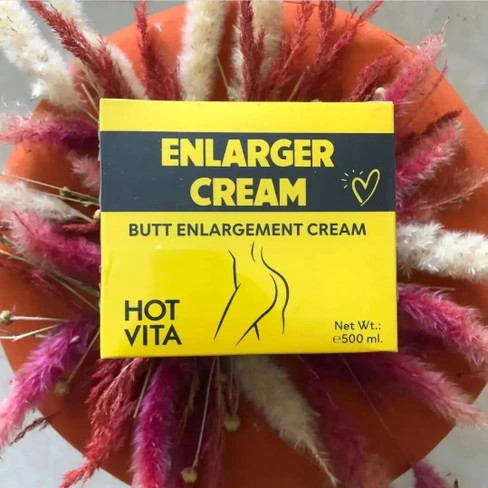 ENLARGER
CREAM
BUTT ENLARGEMENT CREAM
HOT
VITA
Net Wt.:
℮500 ml.